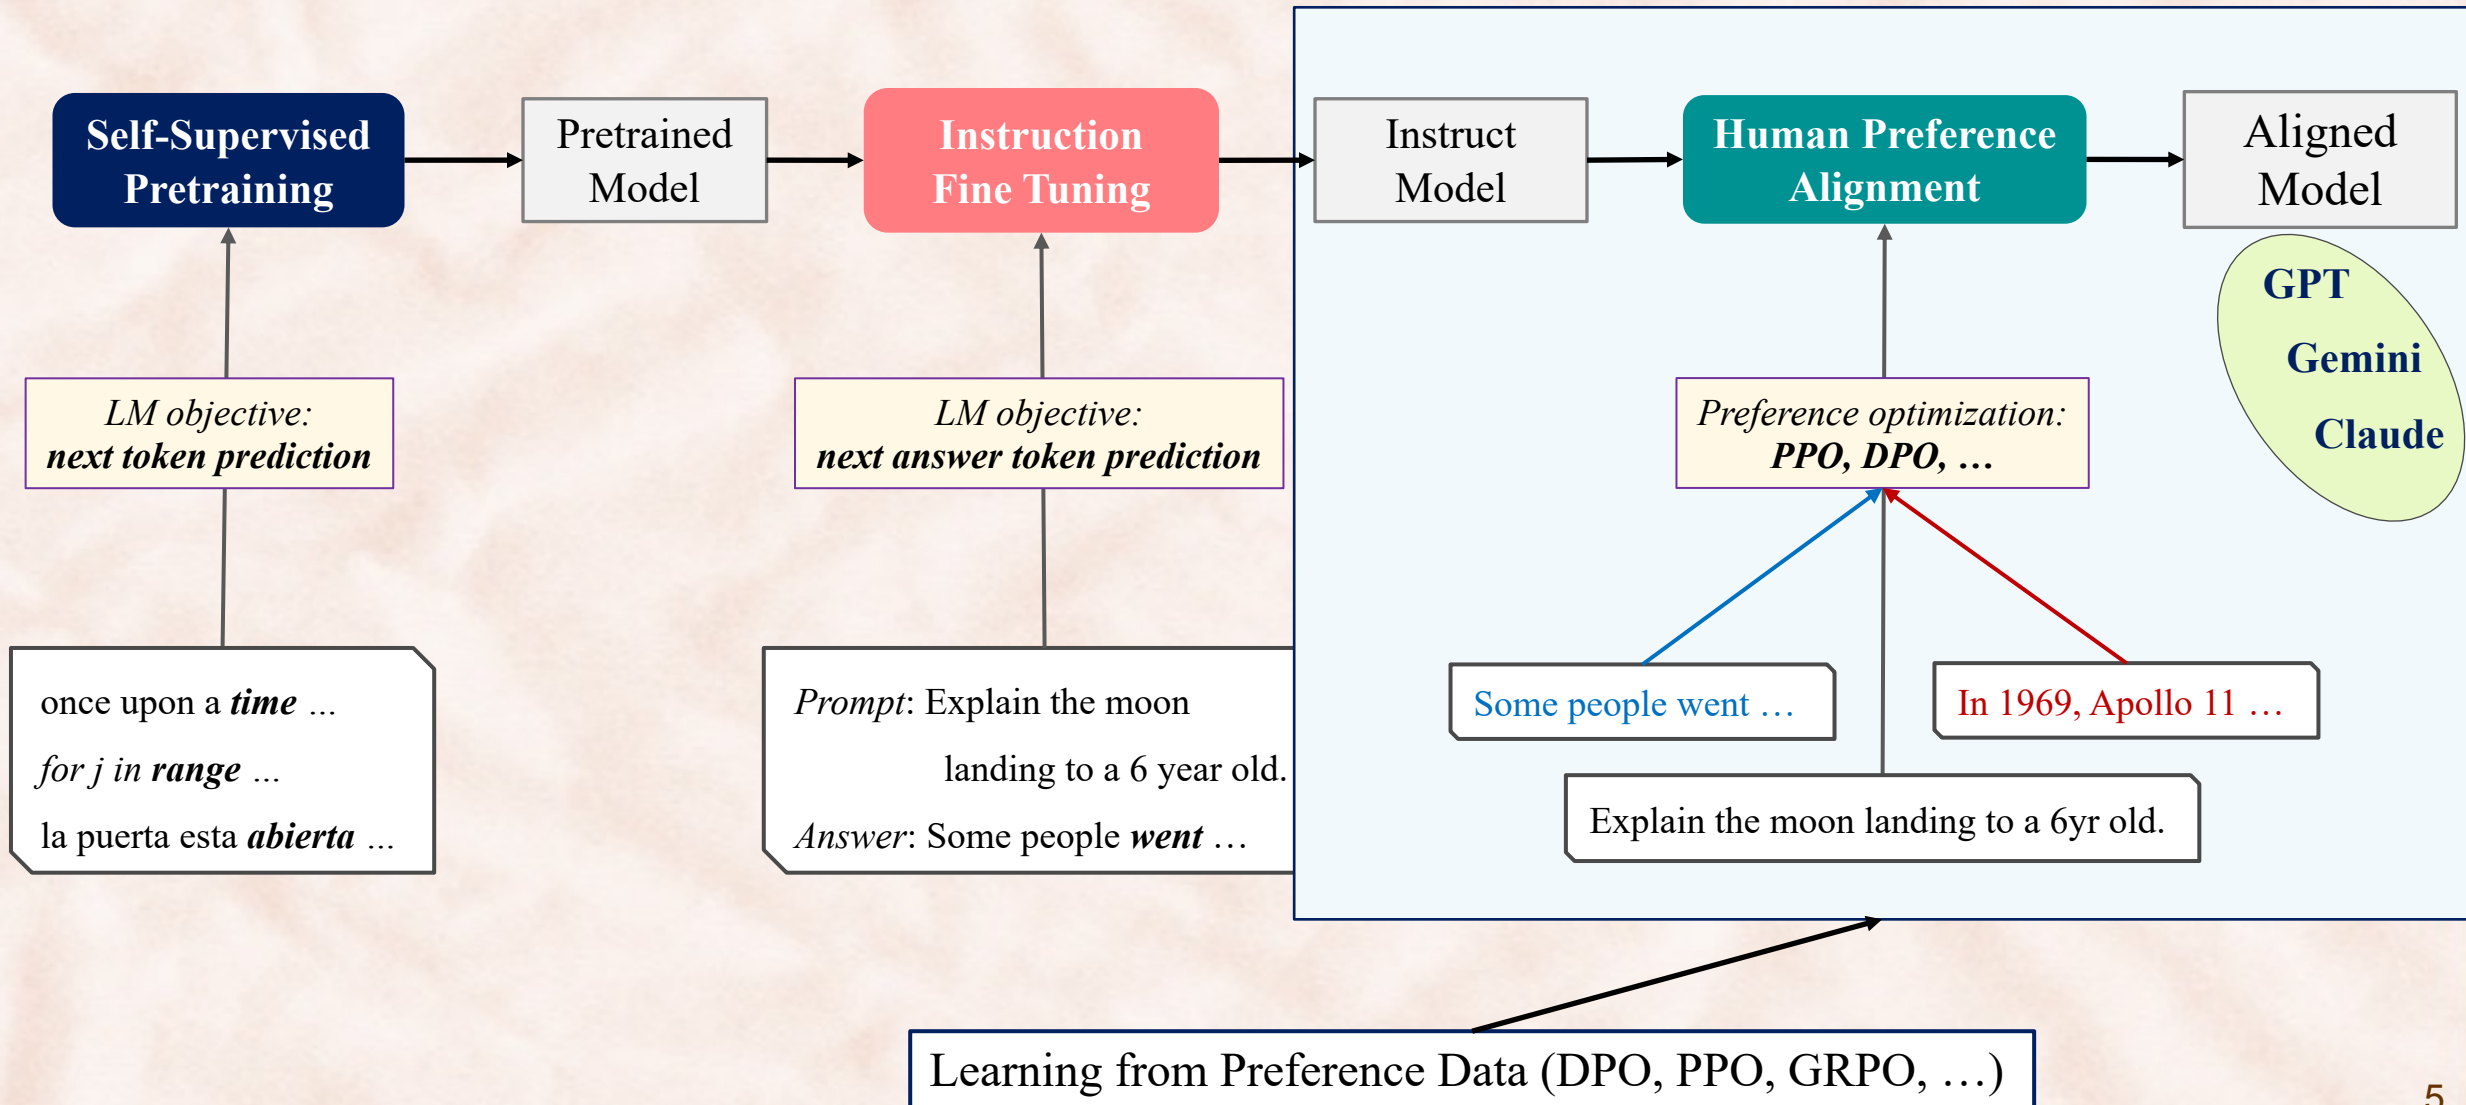 Self-Supervised
Pretraining
Pretrained
Model
Instruction
Fine Tuning
Instruct
Model
Human Preference
Alignment
Aligned
Model
GPT
Gemini
Claude
LM objective:
next token prediction
LM objective:
next answer token prediction
Preference optimization:
PPO, DPO, …
once upon a time …
for j in range …
la puerta esta abierta …
Prompt: Explain the moon
landing to a 6 year old.
Answer: Some people went …
Some people went …
In 1969, Apollo 11 …
Explain the moon landing to a 6yr old.
Learning from Preference Data (DPO, PPO, GRPO, …)
5